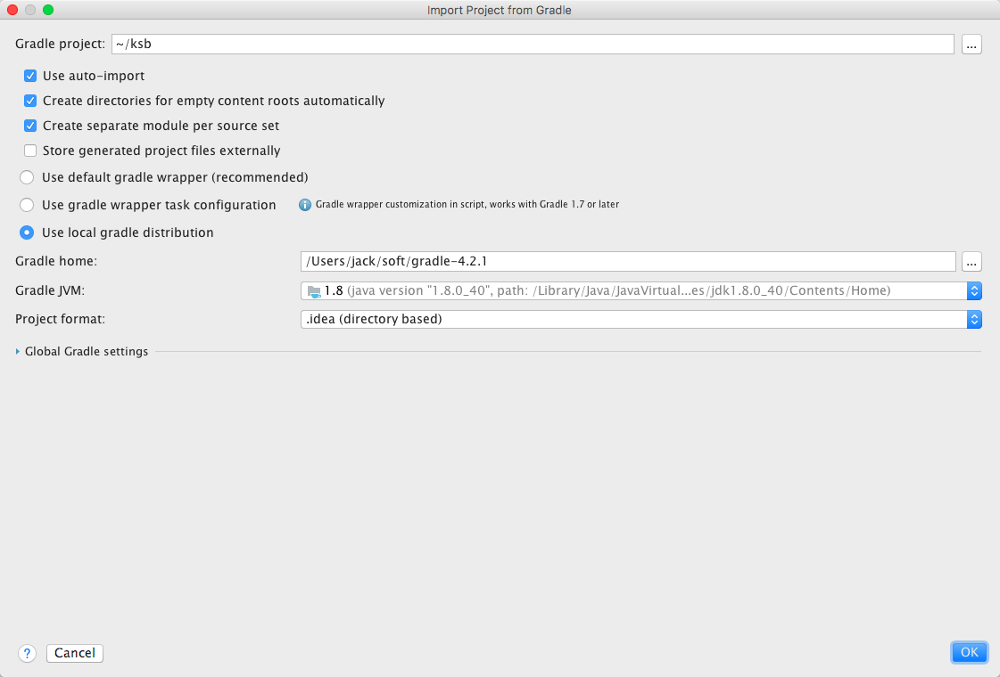 Import Project from Gradle
Gradle project: ~/ksb ...
Use auto-import
Create directories for empty content roots automatically
Create separate module per source set
Store generated project files externally
Use default gradle wrapper (recommended)
Use gradle wrapper task configuration i Gradle wrapper customization in script, works with Gradle 1.7 or later
Use local gradle distribution
Gradle home: /Users/jack/soft/gradle-4.2.1 ...
Gradle JVM: 1.8 (java version "1.8.0_40", path: /Library/Java/JavaVirtual...es/jdk1.8.0_40/Contents/Home)
Project format: .idea (directory based)
Global Gradle settings
? Cancel OK